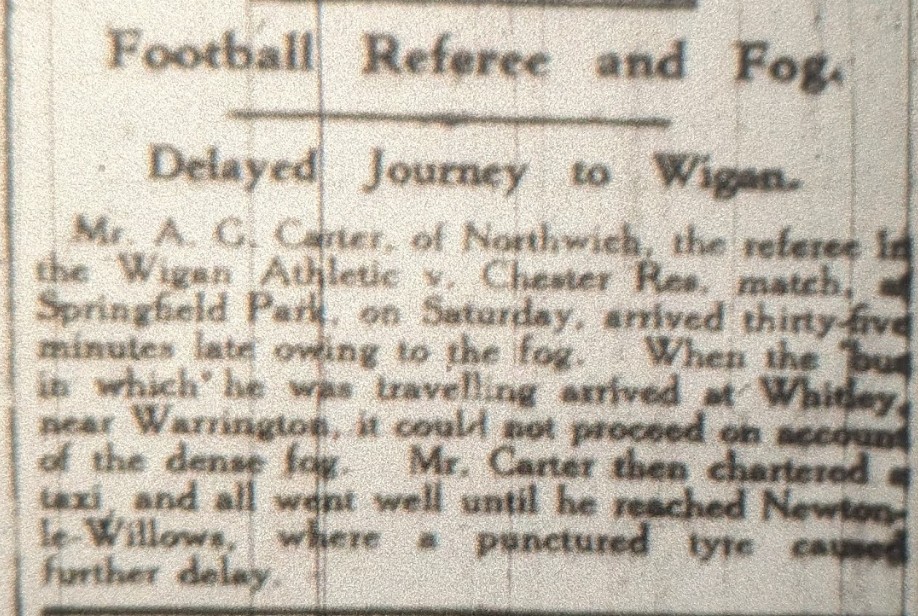 Football Referee and Fog.
Delayed Journey to Wigan.
Mr. A. G. Carter, of Northwich, the referee in
the Wigan Athletic v. Chester Res. match, at
Springfield Park, on Saturday, arrived thirty-five
minutes late owing to the fog. When the 'bus
in which he was travelling arrived at Whitley,
near Warrington, it could not proceed on account
of the dense fog. Mr. Carter then chartered a
taxi, and all went well until he reached Newton-
le-Willows, where a punctured tyre caused
further delay.